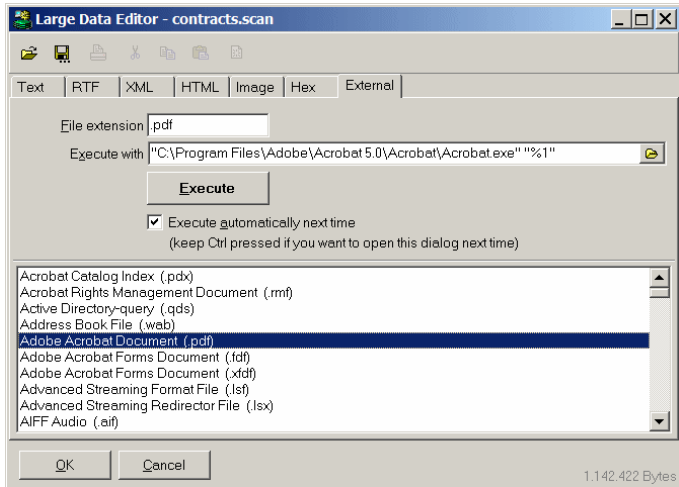 Large Data Editor - contracts.scan
Text RTF XML HTML Image Hex External
File extension .pdf
Execute with "C:\Program Files\Adobe\Acrobat 5.0\Acrobat\Acrobat.exe" "%1"
Execute
Execute automatically next time
(keep Ctrl pressed if you want to open this dialog next time)
Acrobat Catalog Index (.pdx)
Acrobat Rights Management Document (.rmf)
Active Directory-query (.qds)
Address Book File (.wab)
Adobe Acrobat Document (.pdf)
Adobe Acrobat Forms Document (.fdf)
Adobe Acrobat Forms Document (.xfdf)
Advanced Streaming Format File (.lsf)
Advanced Streaming Redirector File (.lsx)
AIFF Audio (.aif)
OK Cancel 1.142.422 Bytes